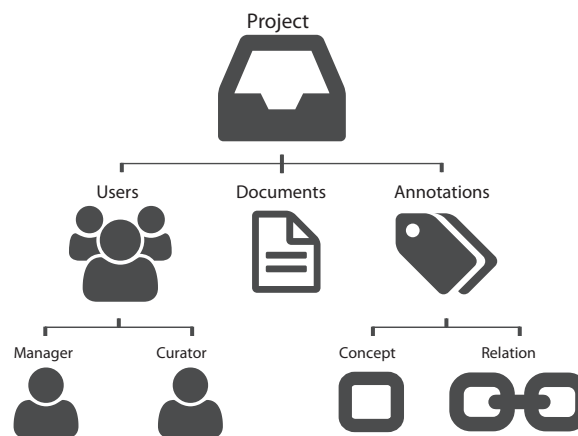 Project
Users
Documents
Annotations
Manager
Curator
Concept
Relation